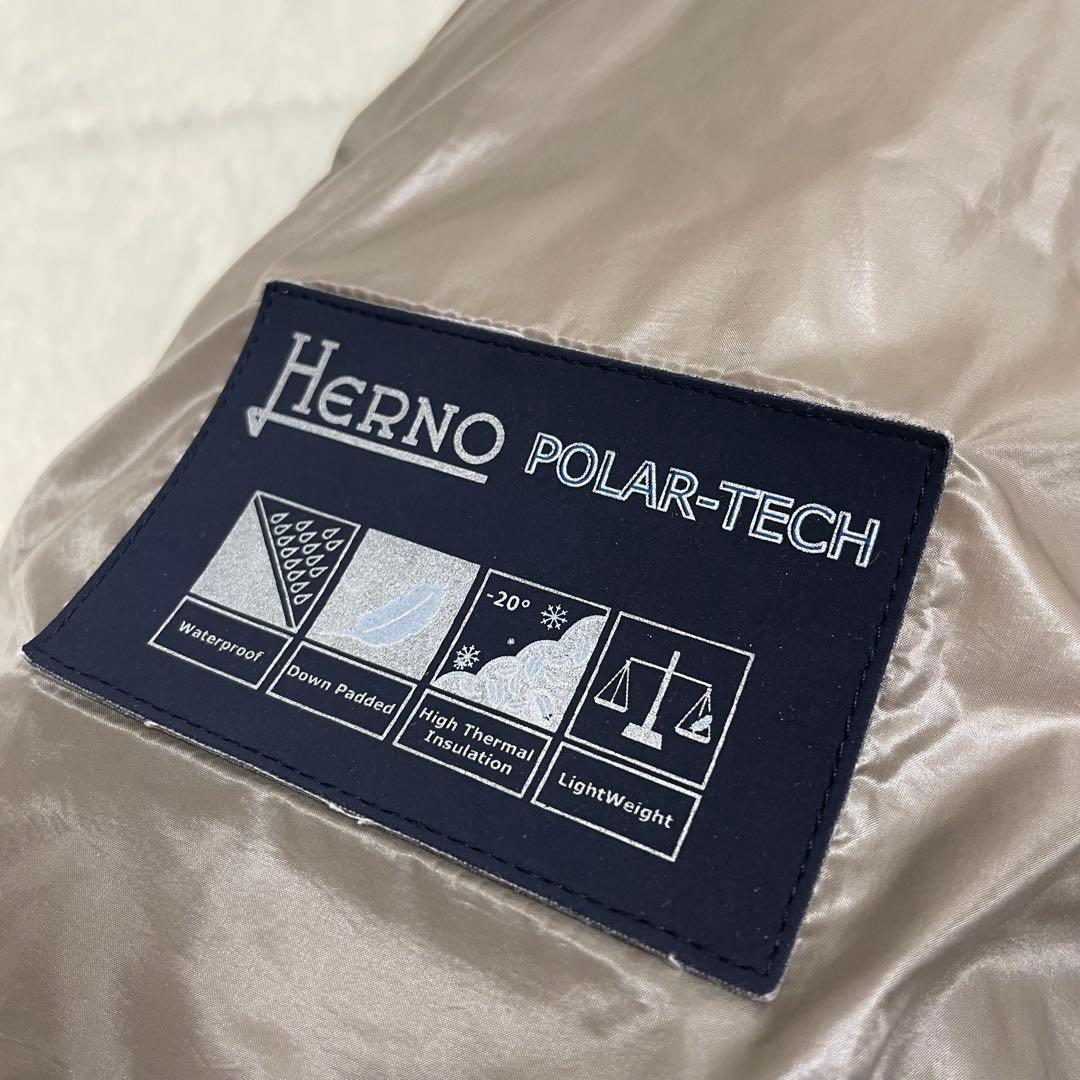 HERNO POLAR-TECH
-20°
Waterproof
Down Padded
High Thermal
Insulation
LightWeight